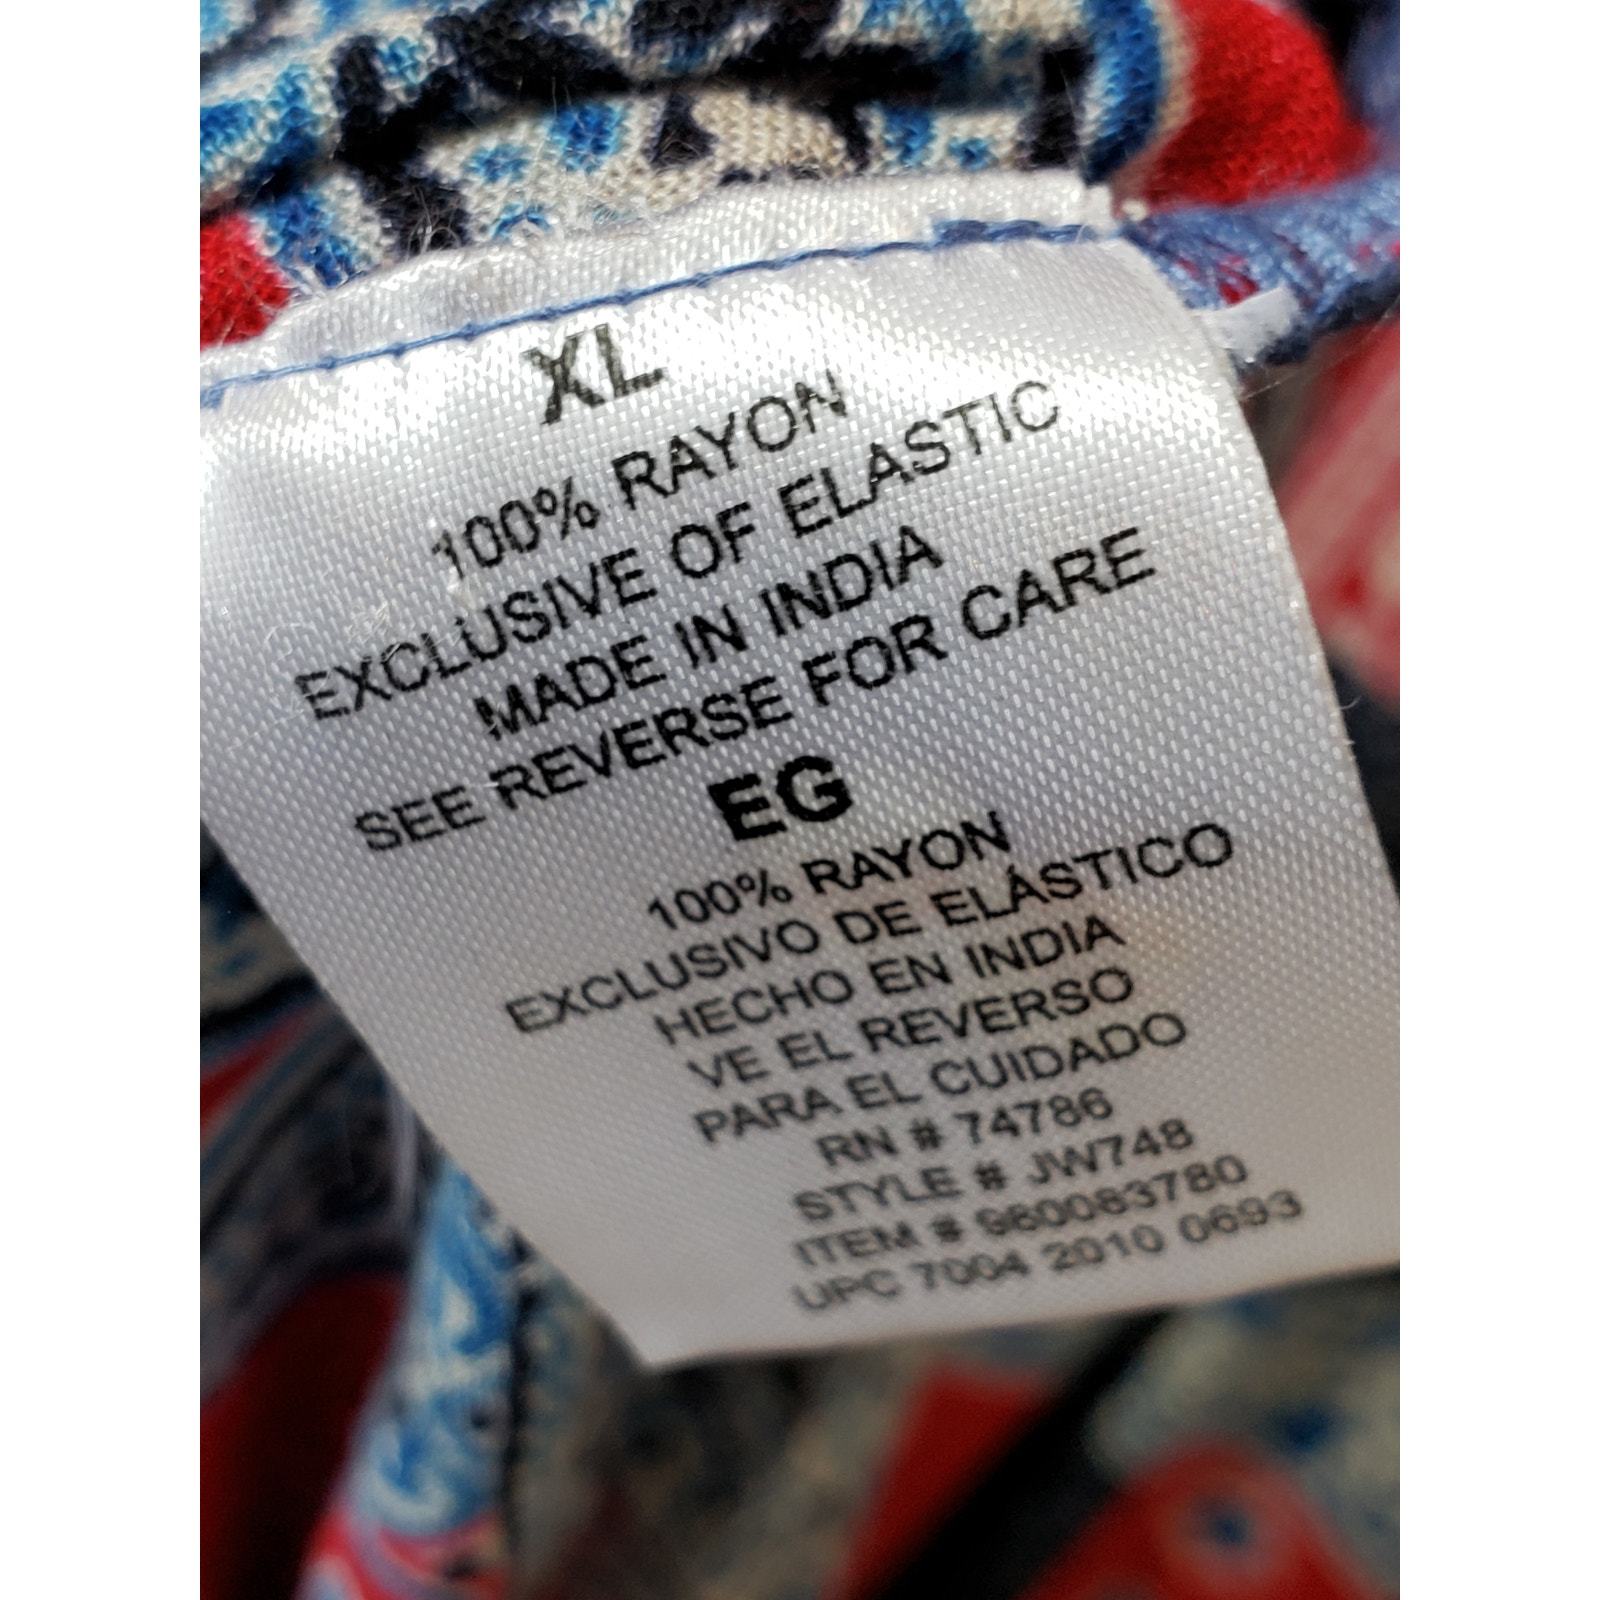 XL
100% RAYON
EXCLUSIVE OF ELASTIC
MADE IN INDIA
SEE REVERSE FOR CARE
EG
100% RAYON
EXCLUSIVO DE ELÁSTICO
HECHO EN INDIA
VE EL REVERSO
PARA EL CUIDADO
RN # 74786
STYLE # JW748
ITEM # 960083780
UPC 7004 2010 0693